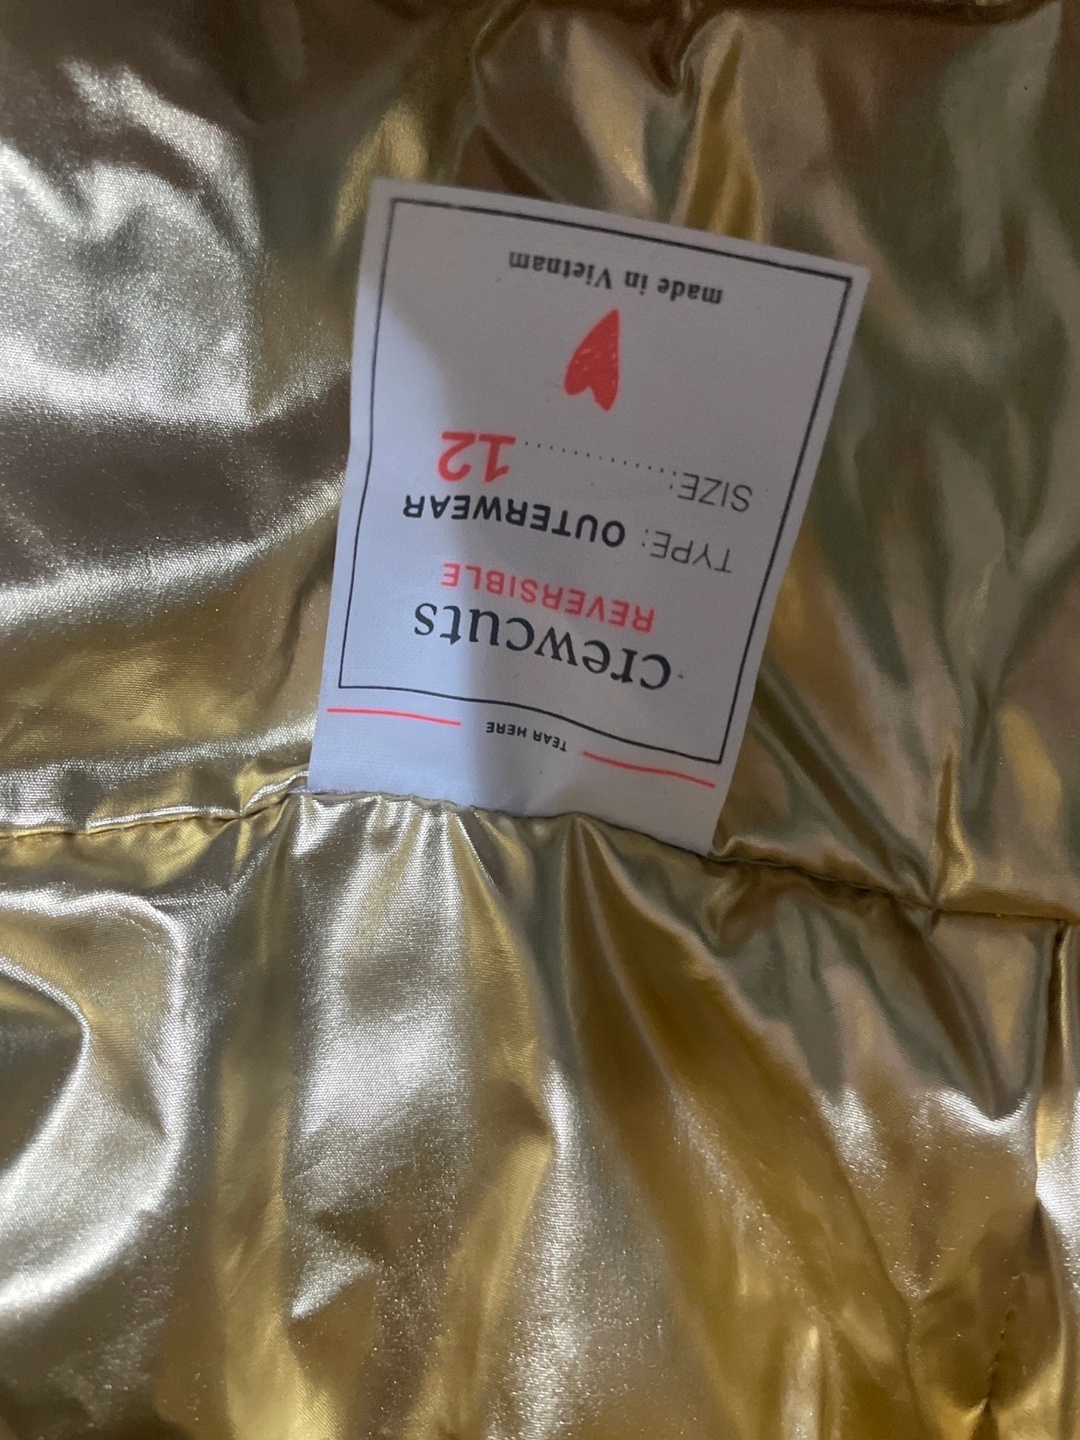 TEAR HERE
crewcuts
REVERSIBLE
TYPE: OUTERWEAR
SIZE:..............12
made in Vietnam